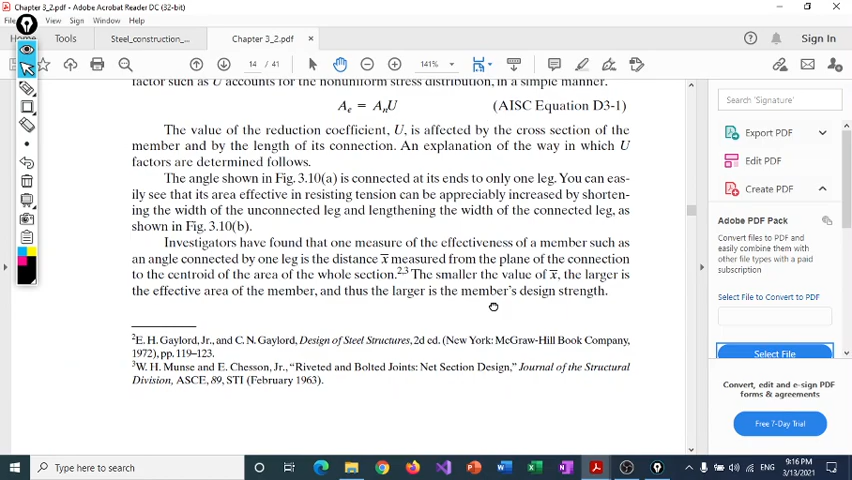 Chapter 3_2.pdf - Adobe Acrobat Reader DC (32-bit)
View Sign Window Help
Tools Steel_construction_... Chapter 3_2.pdf × Sign In
14 / 41 141%
factor such as U accounts for the nonuniform stress distribution, in a simple manner.
Ae = AnU (AISC Equation D3-1)
The value of the reduction coefficient, U, is affected by the cross section of the
member and by the length of its connection. An explanation of the way in which U
factors are determined follows.
The angle shown in Fig. 3.10(a) is connected at its ends to only one leg. You can eas-
ily see that its area effective in resisting tension can be appreciably increased by shorten-
ing the width of the unconnected leg and lengthening the width of the connected leg, as
shown in Fig. 3.10(b).
Investigators have found that one measure of the effectiveness of a member such as
an angle connected by one leg is the distance x̅ measured from the plane of the connection
to the centroid of the area of the whole section.2,3 The smaller the value of x̅, the larger is
the effective area of the member, and thus the larger is the member's design strength.
2E. H. Gaylord, Jr., and C. N. Gaylord, Design of Steel Structures, 2d ed. (New York: McGraw-Hill Book Company,
1972), pp. 119–123.
3W. H. Munse and E. Chesson, Jr., "Riveted and Bolted Joints: Net Section Design," Journal of the Structural
Division, ASCE, 89, STI (February 1963).
Search 'Signature'
Export PDF
Edit PDF
Create PDF
Adobe PDF Pack
Convert files to PDF and
easily combine them with
other file types with a paid
subscription
Select File to Convert to PDF
Select File
Convert, edit and e-sign PDF
forms & agreements
Free 7-Day Trial
Type here to search
ENG
9:16 PM
3/13/2021